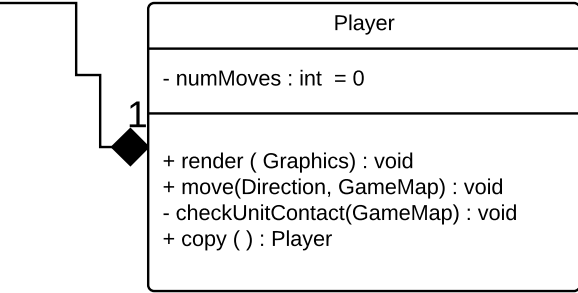 Player
- numMoves : int  = 0
1
+ render ( Graphics) : void
+ move(Direction, GameMap) : void
- checkUnitContact(GameMap) : void
+ copy ( ) : Player